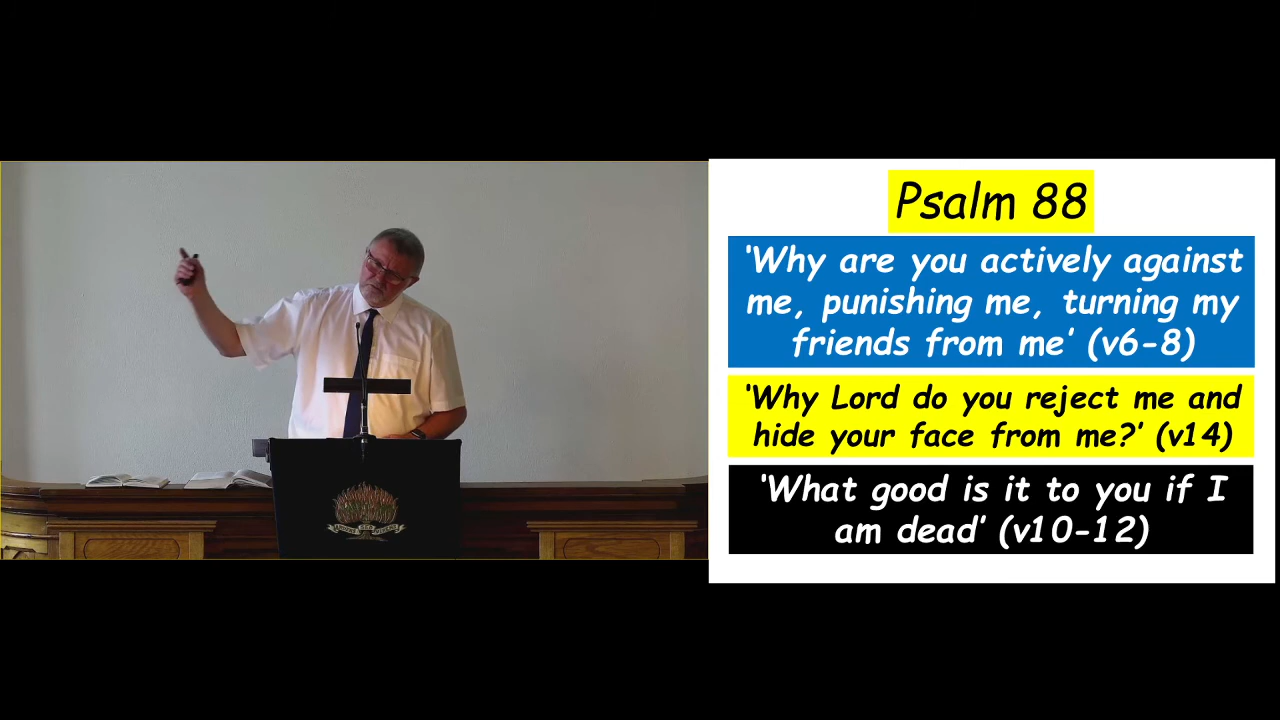 Psalm 88
‘Why are you actively against
me, punishing me, turning my
friends from me’ (v6-8)
‘Why Lord do you reject me and
hide your face from me?’ (v14)
‘What good is it to you if I
am dead’ (v10-12)